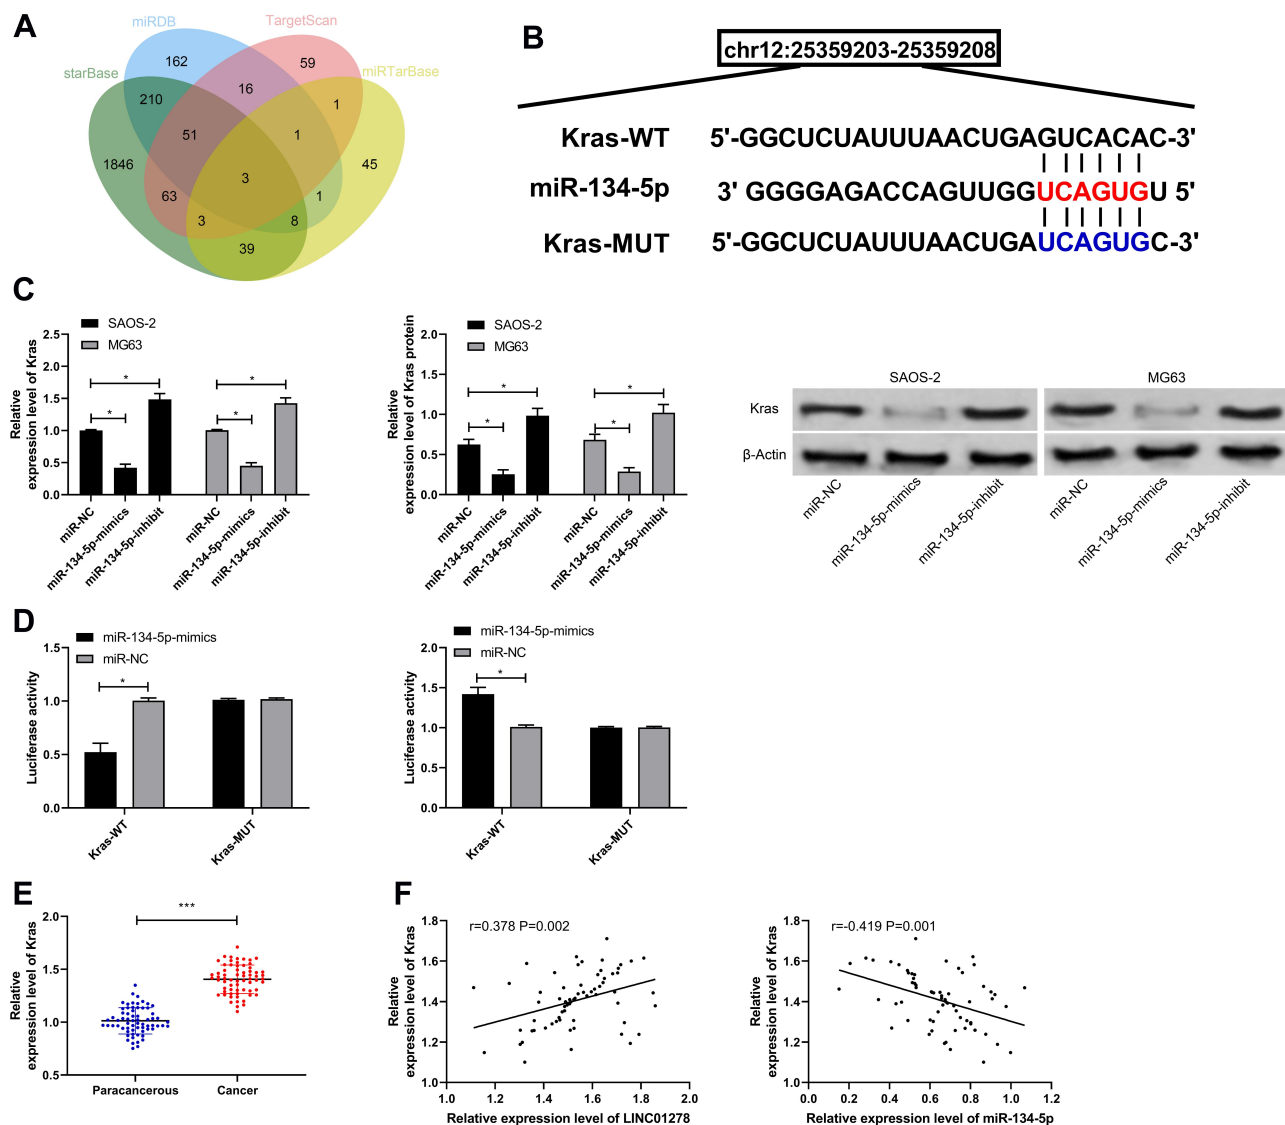 A
miRDB
TargetScan
starBase
miRTarBase
162
59
210
16
1
51
1
1846
3
45
63
1
3
8
39
B
chr12:25359203-25359208
Kras-WT 5'-GGCUCUAUUUAACUGAGUCACAC-3'
miR-134-5p 3' GGGGAGACCAGUUGGUCAGUGU 5'
Kras-MUT 5'-GGCUCUAUUUAACUGAUCAGUGC-3'
C
SAOS-2
MG63
Relative
expression level of Kras
2.5
2.0
1.5
1.0
0.5
0.0
*
*
*
*
miR-NC
miR-134-5p-mimics
miR-134-5p-inhibit
miR-NC
miR-134-5p-mimics
miR-134-5p-inhibit
SAOS-2
MG63
Relative
expression level of Kras protein
2.0
1.5
1.0
0.5
0.0
*
*
*
*
miR-NC
miR-134-5p-mimics
miR-134-5p-inhibit
miR-NC
miR-134-5p-mimics
miR-134-5p-inhibit
SAOS-2
MG63
Kras
β-Actin
miR-NC
miR-134-5p-mimics
miR-134-5p-inhibit
miR-NC
miR-134-5p-mimics
miR-134-5p-inhibit
D
miR-134-5p-mimics
miR-NC
Luciferase activity
1.5
1.0
0.5
0.0
*
Kras-WT
Kras-MUT
miR-134-5p-mimics
miR-NC
Luciferase activity
2.0
1.5
1.0
0.5
0.0
*
Kras-WT
Kras-MUT
E
Relative
expression level of Kras
2.0
1.5
1.0
0.5
***
Paracancerous
Cancer
F
Relative
expression level of Kras
1.8
1.6
1.4
1.2
1.0
r=0.378 P=0.002
1.0 1.2 1.4 1.6 1.8 2.0
Relative expression level of LINC01278
Relative
expression level of Kras
1.8
1.6
1.4
1.2
1.0
r=-0.419 P=0.001
0.0 0.2 0.4 0.6 0.8 1.0 1.2
Relative expression level of miR-134-5p